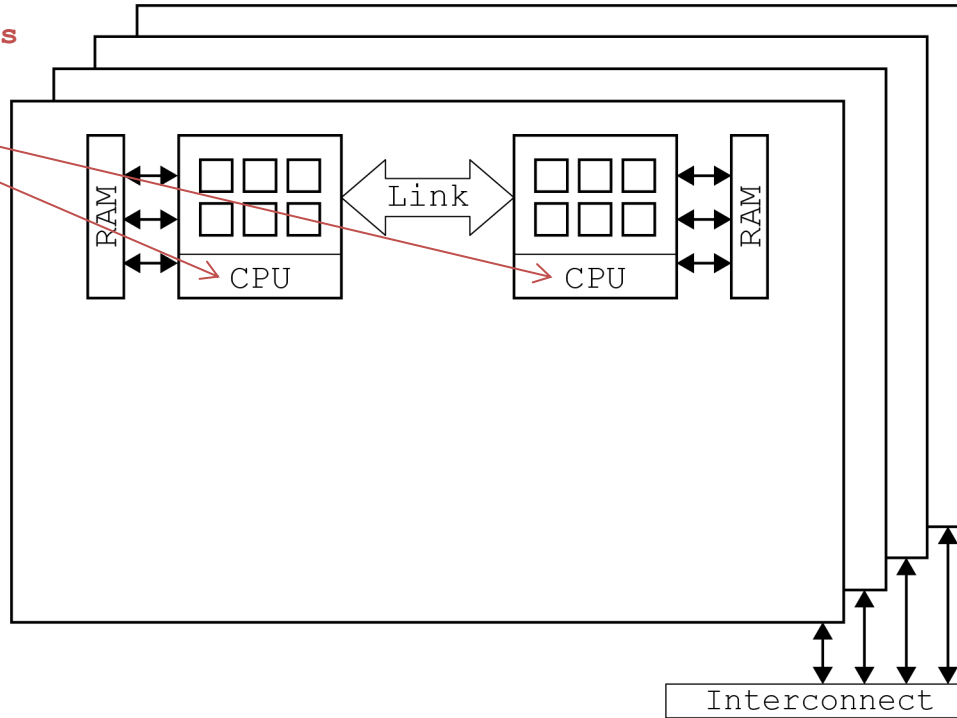 s
RAM
Link
RAM
CPU
CPU
Interconnect